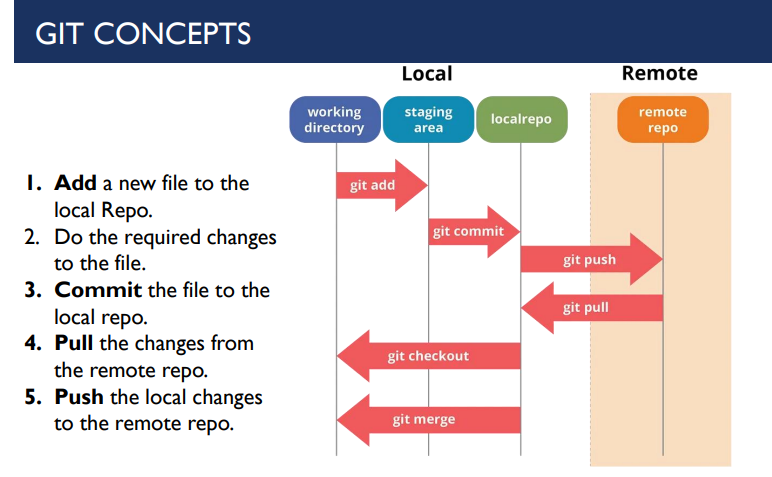 GIT CONCEPTS
Local
Remote
working
directory
staging
area
localrepo
remote
repo
1. Add a new file to the
local Repo.
2. Do the required changes
to the file.
3. Commit the file to the
local repo.
4. Pull the changes from
the remote repo.
5. Push the local changes
to the remote repo.
git add
git commit
git push
git pull
git checkout
git merge